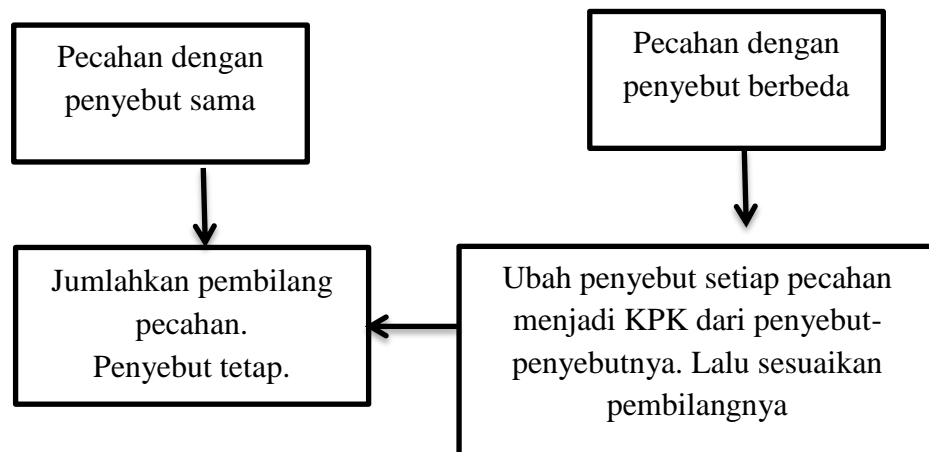 Pecahan dengan
penyebut sama
Pecahan dengan
penyebut berbeda
Jumlahkan pembilang
pecahan.
Penyebut tetap.
Ubah penyebut setiap pecahan
menjadi KPK dari penyebut-
penyebutnya. Lalu sesuaikan
pembilangnya